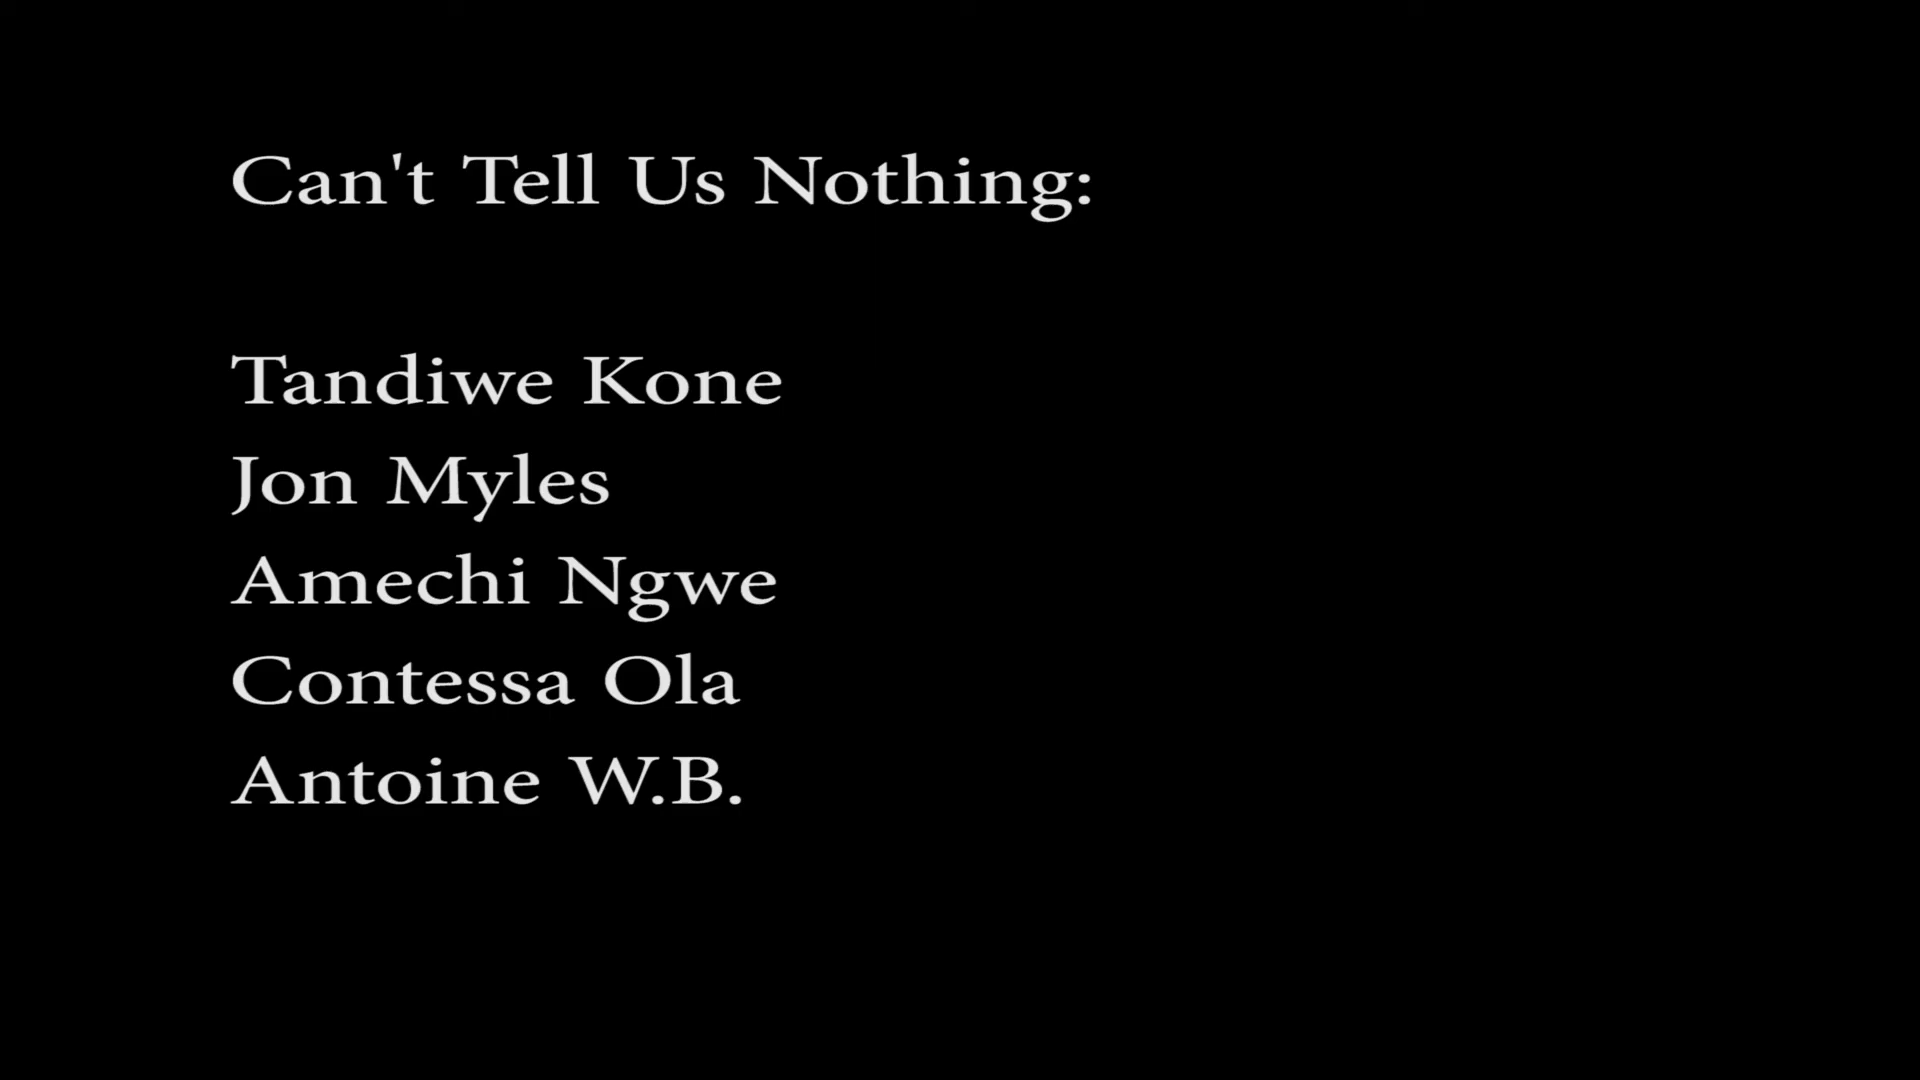 Can't Tell Us Nothing:
Tandiwe Kone
Jon Myles
Amechi Ngwe
Contessa Ola
Antoine W.B.